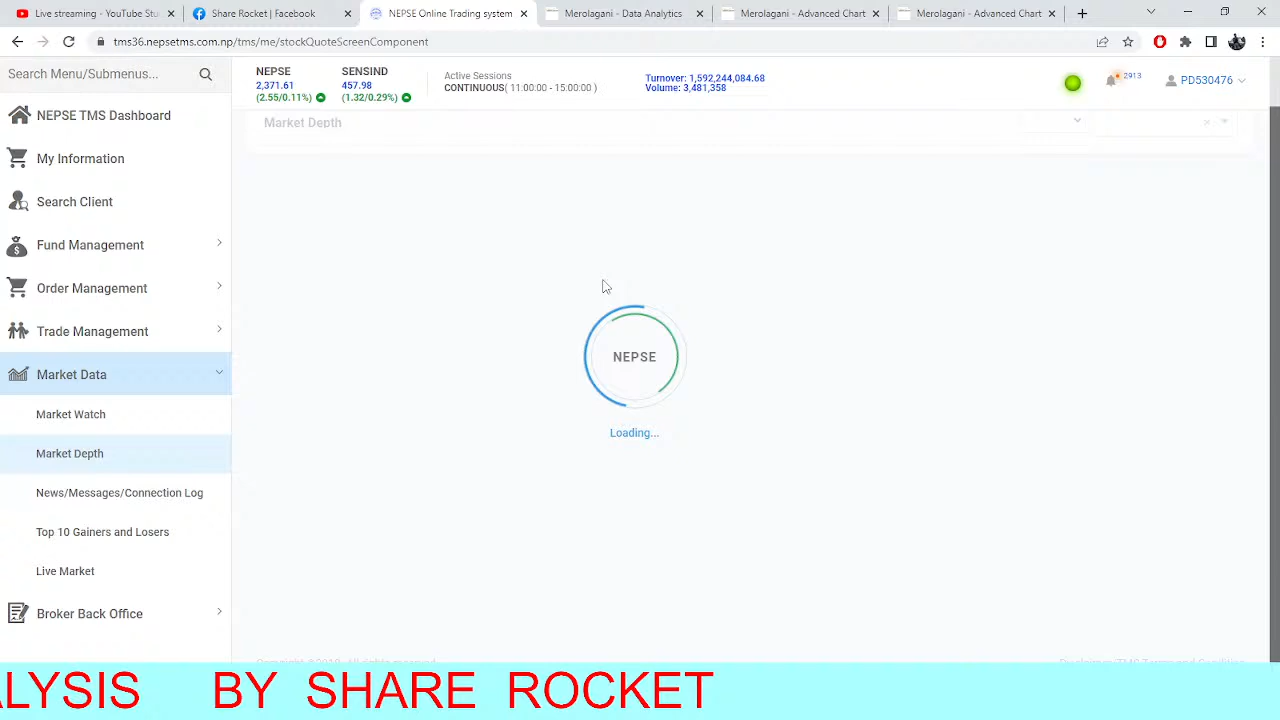 Live streaming - YouTube Stu
Share Rocket | Facebook
NEPSE Online Trading system
Merolagani - Data Analytics
Merolagani - Advanced Chart
Merolagani - Advanced Chart
tms36.nepsetms.com.np/tms/me/stockQuoteScreenComponent
Search Menu/Submenus...
NEPSE
2,371.61
(2.55/0.11%)
SENSIND
457.98
(1.32/0.29%)
Active Sessions
CONTINUOUS( 11:00:00 - 15:00:00 )
Turnover: 1,592,244,084.68
Volume: 3,481,358
2913
PD530476
NEPSE TMS Dashboard
My Information
Search Client
Fund Management
Order Management
Trade Management
Market Data
Market Watch
Market Depth
News/Messages/Connection Log
Top 10 Gainers and Losers
Live Market
Broker Back Office
Market Depth
NEPSE
Loading...
LYSIS BY SHARE ROCKET